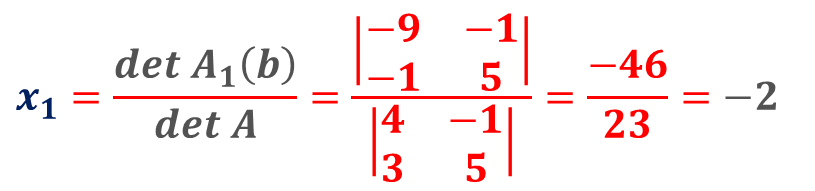 x₁ = det A₁(b) / det A = |−9 −1; −1 5| / |4 −1; 3 5| = −46 / 23 = −2